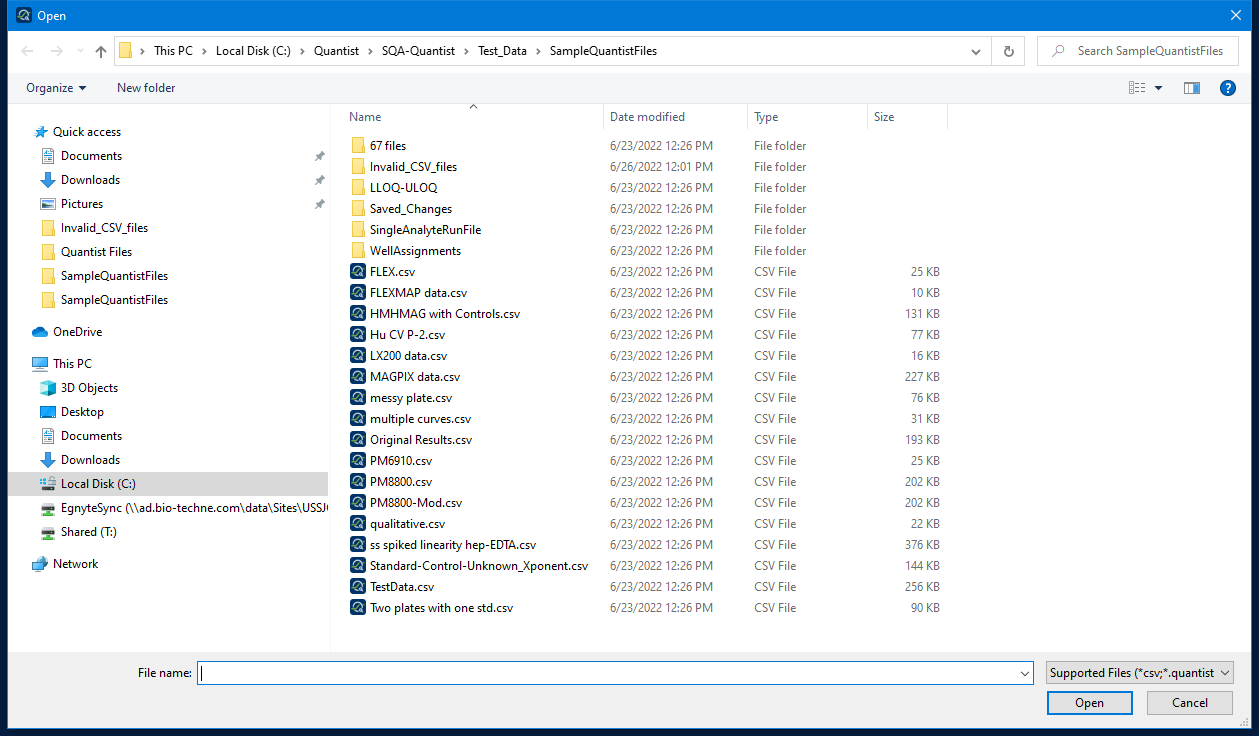 Open
This PC > Local Disk (C:) > Quantist > SQA-Quantist > Test_Data > SampleQuantistFiles
Search SampleQuantistFiles
Organize New folder
Quick access
Documents
Downloads
Pictures
Invalid_CSV_files
Quantist Files
SampleQuantistFiles
SampleQuantistFiles
OneDrive
This PC
3D Objects
Desktop
Documents
Downloads
Local Disk (C:)
EgnyteSync (\\ad.bio-techne.com\data\Sites\USSJ
Shared (T:)
Network
Name Date modified Type Size
67 files 6/23/2022 12:26 PM File folder
Invalid_CSV_files 6/26/2022 12:01 PM File folder
LLOQ-ULOQ 6/23/2022 12:26 PM File folder
Saved_Changes 6/23/2022 12:26 PM File folder
SingleAnalyteRunFile 6/23/2022 12:26 PM File folder
WellAssignments 6/23/2022 12:26 PM File folder
FLEX.csv 6/23/2022 12:26 PM CSV File 25 KB
FLEXMAP data.csv 6/23/2022 12:26 PM CSV File 10 KB
HMHMAG with Controls.csv 6/23/2022 12:26 PM CSV File 131 KB
Hu CV P-2.csv 6/23/2022 12:26 PM CSV File 77 KB
LX200 data.csv 6/23/2022 12:26 PM CSV File 16 KB
MAGPIX data.csv 6/23/2022 12:26 PM CSV File 227 KB
messy plate.csv 6/23/2022 12:26 PM CSV File 76 KB
multiple curves.csv 6/23/2022 12:26 PM CSV File 31 KB
Original Results.csv 6/23/2022 12:26 PM CSV File 193 KB
PM6910.csv 6/23/2022 12:26 PM CSV File 25 KB
PM8800.csv 6/23/2022 12:26 PM CSV File 202 KB
PM8800-Mod.csv 6/23/2022 12:26 PM CSV File 202 KB
qualitative.csv 6/23/2022 12:26 PM CSV File 22 KB
ss spiked linearity hep-EDTA.csv 6/23/2022 12:26 PM CSV File 376 KB
Standard-Control-Unknown_Xponent.csv 6/23/2022 12:26 PM CSV File 144 KB
TestData.csv 6/23/2022 12:26 PM CSV File 256 KB
Two plates with one std.csv 6/23/2022 12:26 PM CSV File 90 KB
File name: Supported Files (*csv;*.quantist
Open Cancel